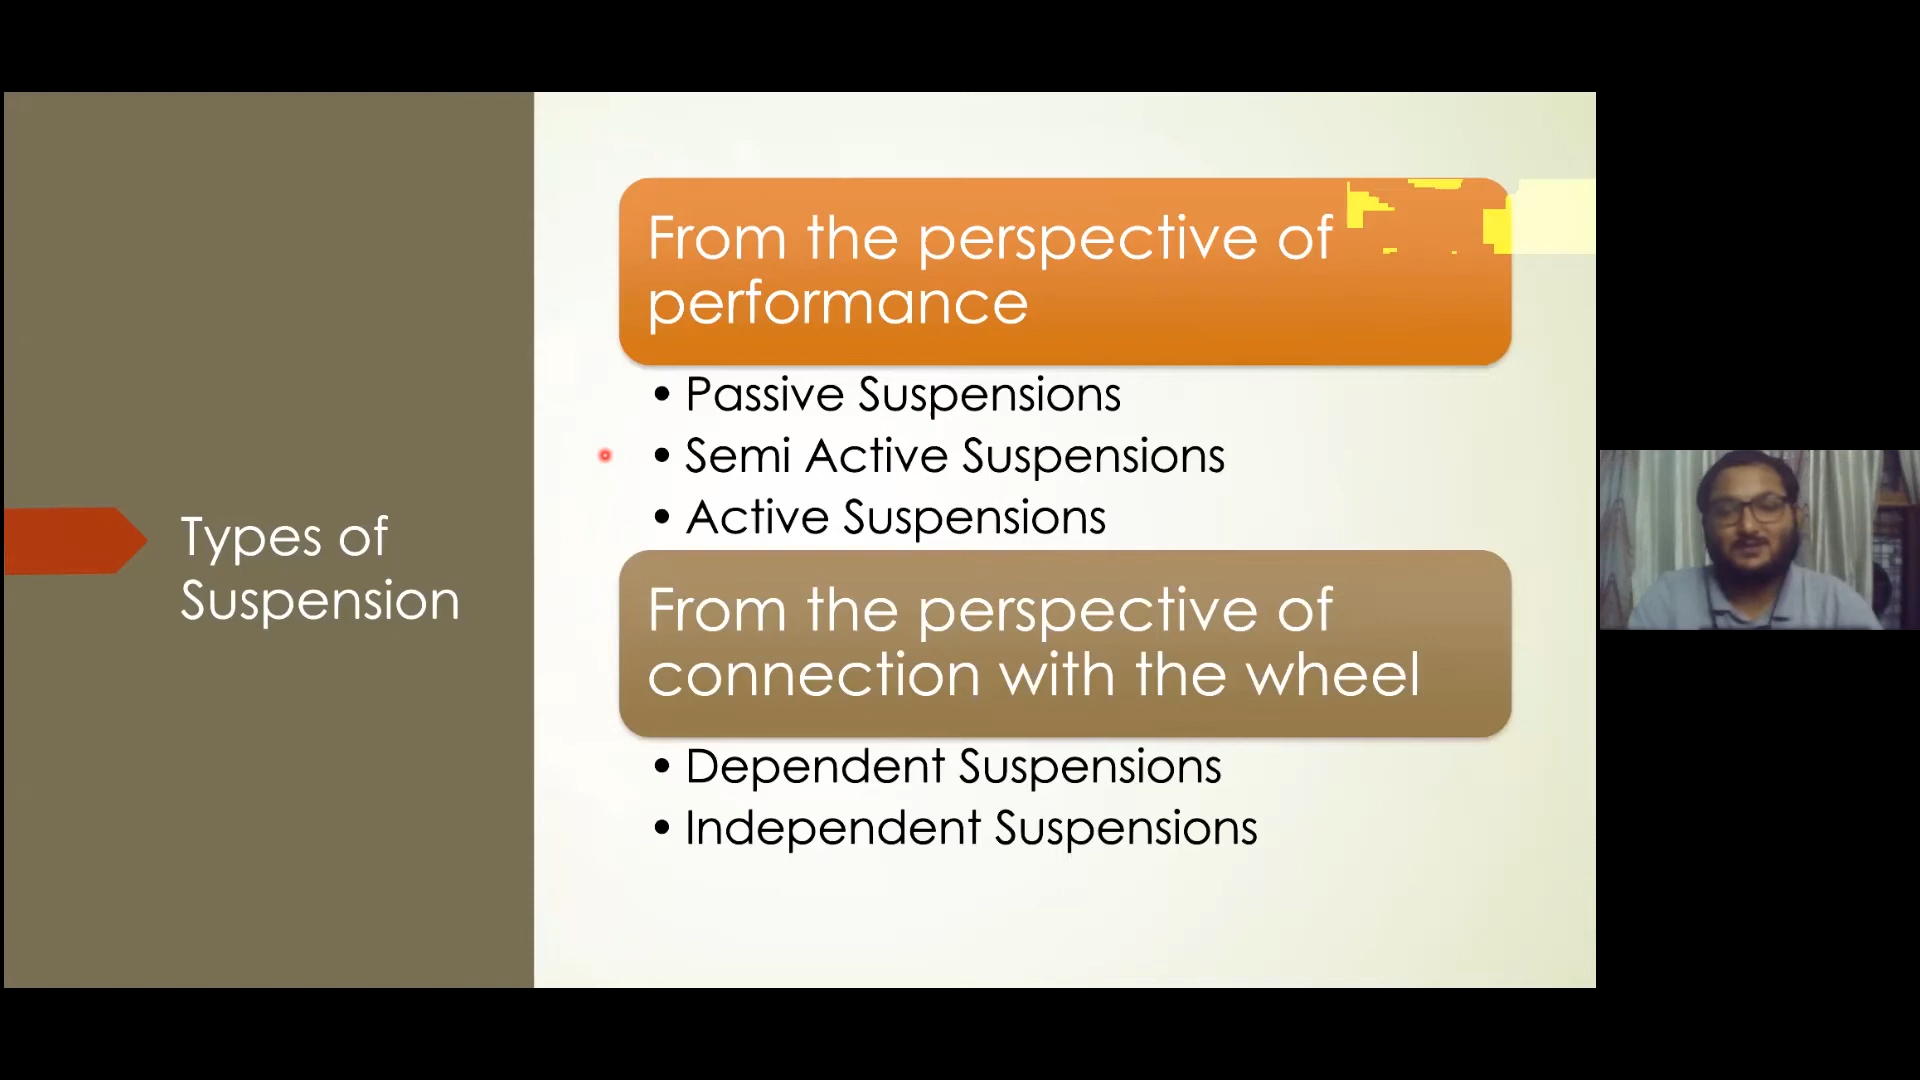 Types of
Suspension
From the perspective of
performance
• Passive Suspensions
• Semi Active Suspensions
• Active Suspensions
From the perspective of
connection with the wheel
• Dependent Suspensions
• Independent Suspensions